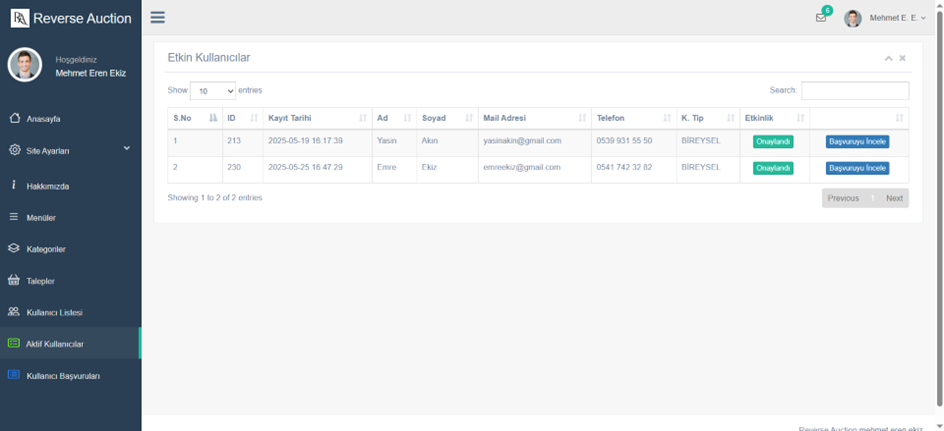 Reverse Auction
6
Mehmet E. E.
Hoşgeldiniz
Mehmet Eren Ekiz
Anasayfa
Site Ayarları
Hakkımızda
Menüler
Kategoriler
Talepler
Kullanıcı Listesi
Aktif Kullanıcılar
Kullanıcı Başvuruları
Etkin Kullanıcılar
Show 10 entries
Search:
S.No ID Kayıt Tarihi Ad Soyad Mail Adresi Telefon K. Tip Etkinlik
1 213 2025-05-19 16:17:39 Yasin Akın yasinakin@gmail.com 0539 931 55 50 BİREYSEL Onaylandı Başvuruyu İncele
2 230 2025-05-25 16:47:29 Emre Ekiz emreekiz@gmail.com 0541 742 32 82 BİREYSEL Onaylandı Başvuruyu İncele
Showing 1 to 2 of 2 entries
Previous 1 Next
Reverse Auction mehmet eren ekiz